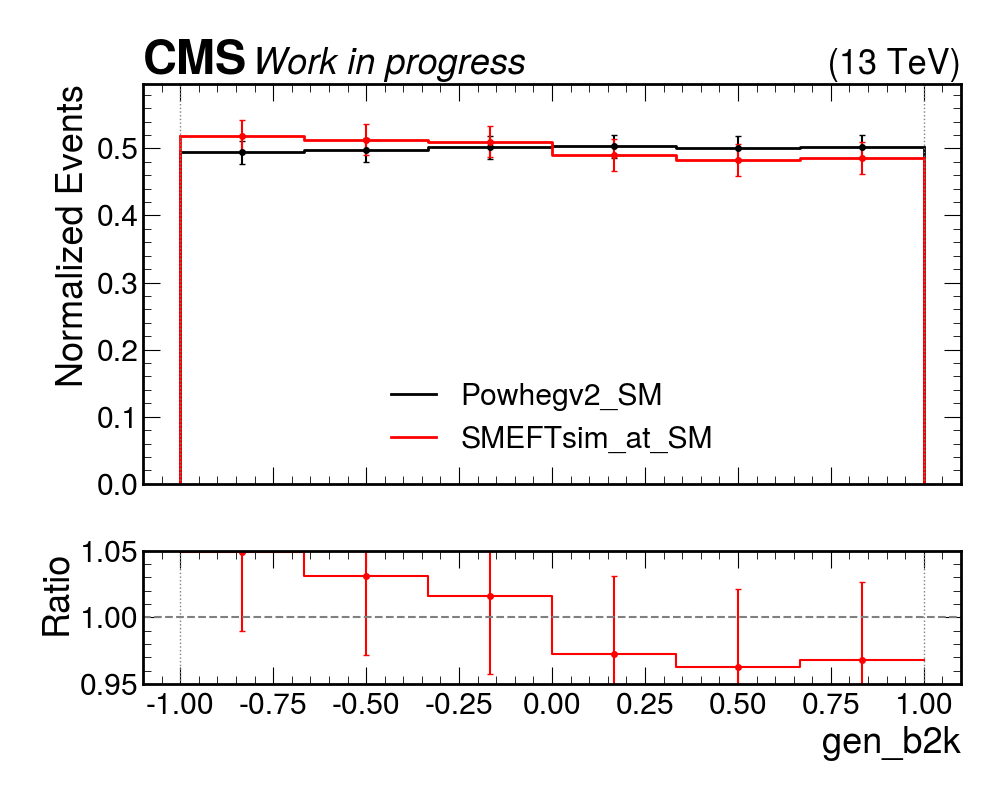 CMS Work in progress (13 TeV)
Normalized Events
0.5
0.4
0.3
0.2
0.1
0.0
Powhegv2_SM
SMEFTsim_at_SM
Ratio
1.05
1.00
0.95
-1.00 -0.75 -0.50 -0.25 0.00 0.25 0.50 0.75 1.00
gen_b2k